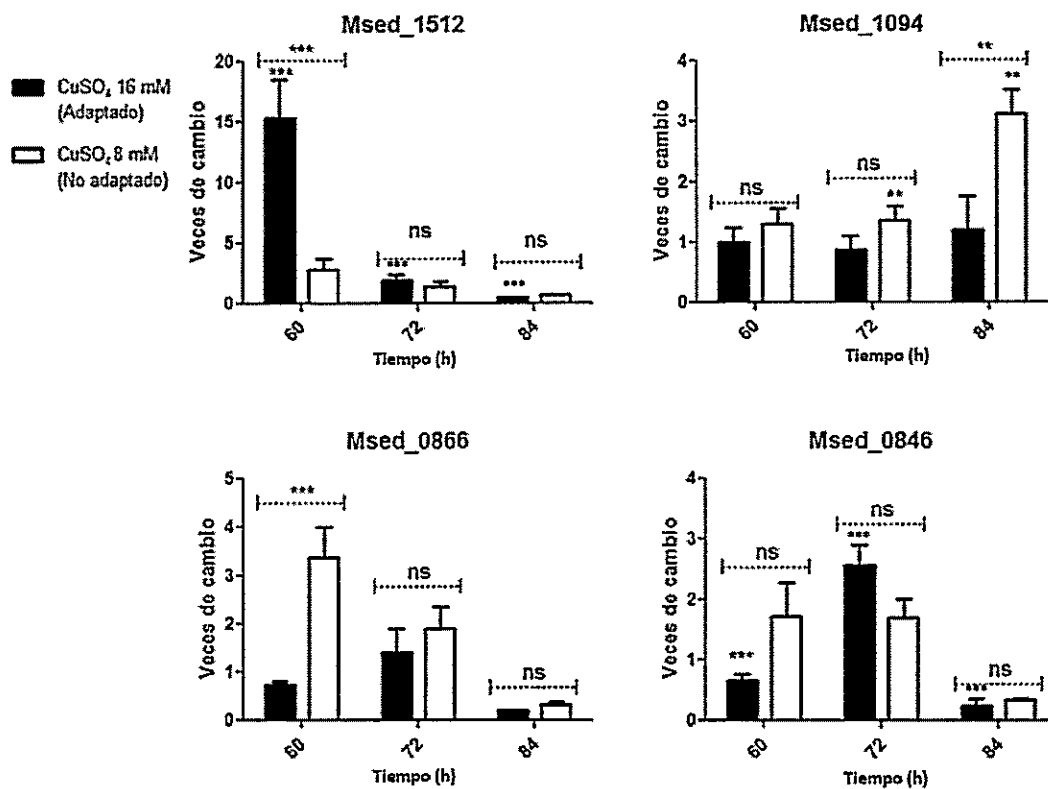 CuSO₄ 16 mM
(Adaptado)
CuSO₄ 8 mM
(No adaptado)
Msed_1512
Veces de cambio
20
15
10
5
0
***
***
***
ns
***
ns
60
72
84
Tiempo (h)
Msed_1094
Veces de cambio
4
3
2
1
0
ns
ns
**
**
**
60
72
84
Tiempo (h)
Msed_0866
Veces de cambio
5
4
3
2
1
0
***
ns
ns
60
72
84
Tiempo (h)
Msed_0846
Veces de cambio
4
3
2
1
0
ns
***
ns
***
ns
***
60
72
84
Tiempo (h)